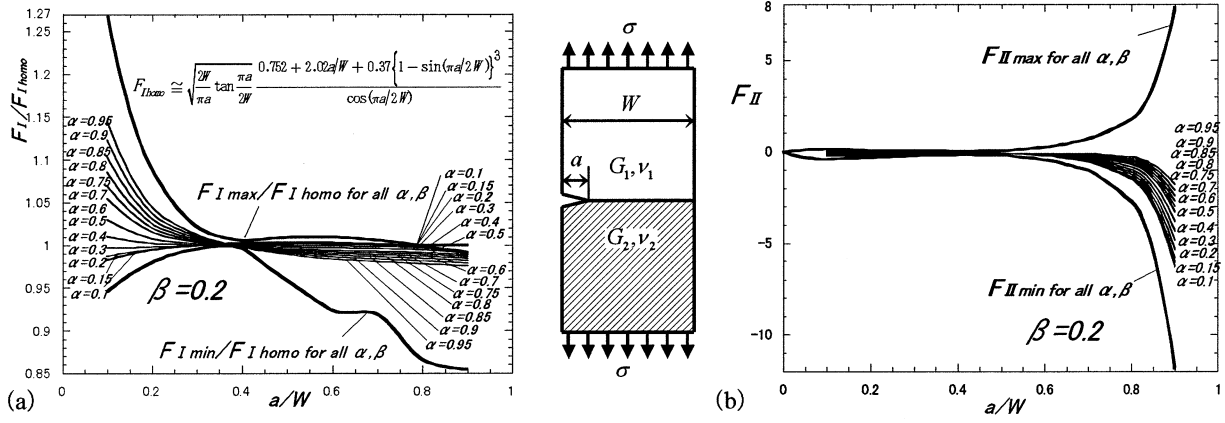 1.27
1.25
1.2
1.15
1.1
1.05
1
0.95
0.9
0.85
F_I/F_I homo
F_Ihomo ≅ √(2W/πa tan πa/2W) 0.752 + 2.02a/W + 0.37{1 - sin(πa/2W)}³ / cos(πa/2W)
α=0.95
α=0.9
α=0.85
α=0.8
α=0.75
α=0.7
α=0.6
α=0.5
α=0.4
α=0.3
α=0.2
α=0.15
α=0.1
F_I max/F_I homo for all α,β
α=0.1
α=0.15
α=0.2
α=0.3
α=0.4
α=0.5
α=0.6
α=0.7
α=0.75
α=0.8
α=0.85
α=0.9
α=0.95
β=0.2
F_I min/F_I homo for all α,β
0 0.2 0.4 0.6 0.8 1
a/W
(a)
σ
W
a
G₁,ν₁
G₂,ν₂
σ
8
5
0
−5
−10
F_II
F_II max for all α,β
α=0.95
α=0.9
α=0.85
α=0.8
α=0.75
α=0.7
α=0.6
α=0.5
α=0.4
α=0.3
α=0.2
α=0.15
α=0.1
F_II min for all α,β
β=0.2
0 0.2 0.4 0.6 0.8 1
a/W
(b)